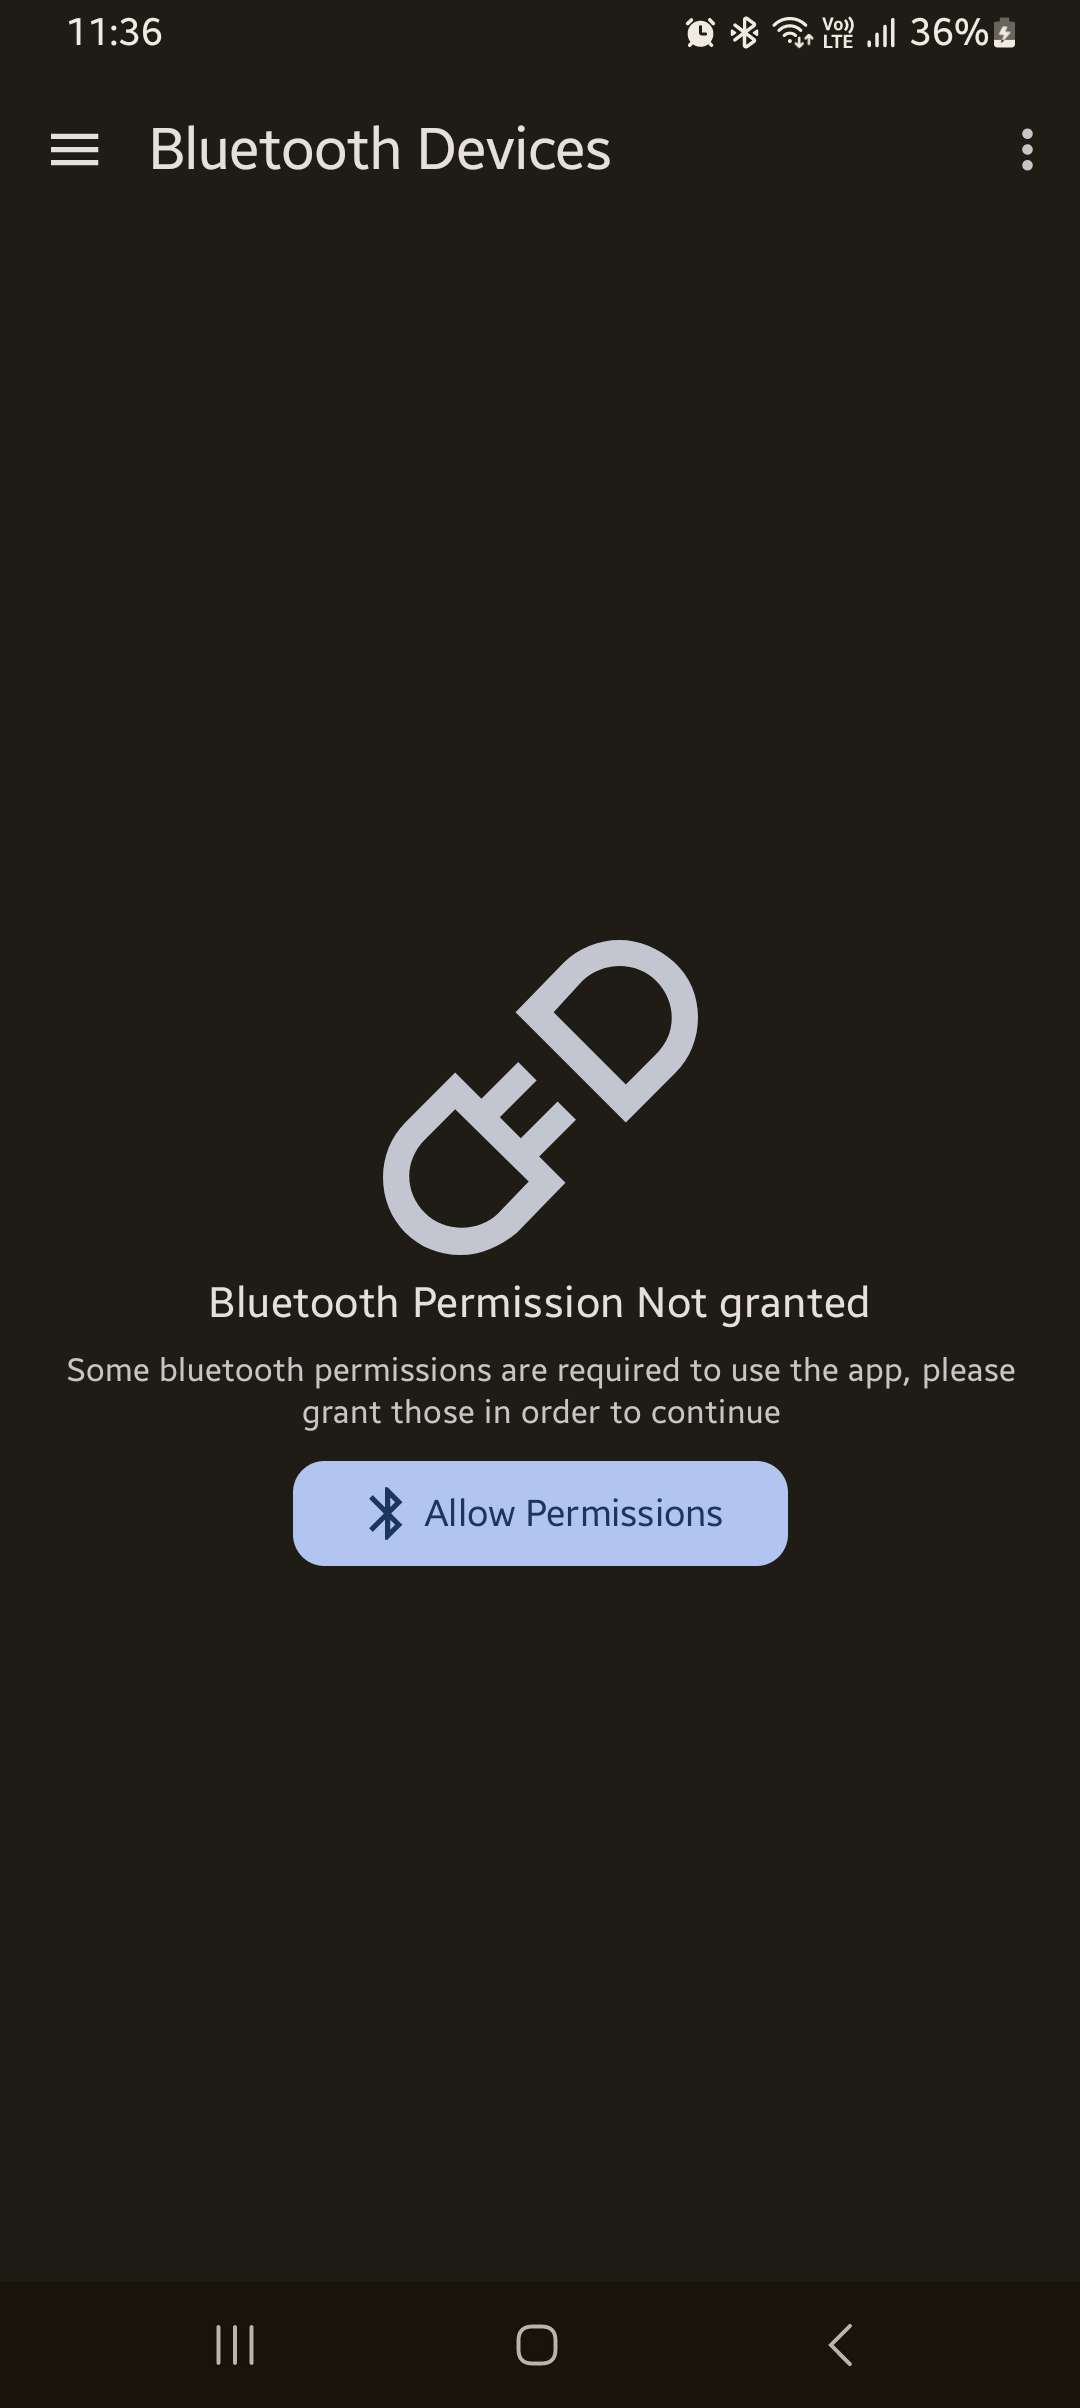 11:36 Vo)) LTE 36%
Bluetooth Devices
Bluetooth Permission Not granted
Some bluetooth permissions are required to use the app, please
grant those in order to continue
Allow Permissions